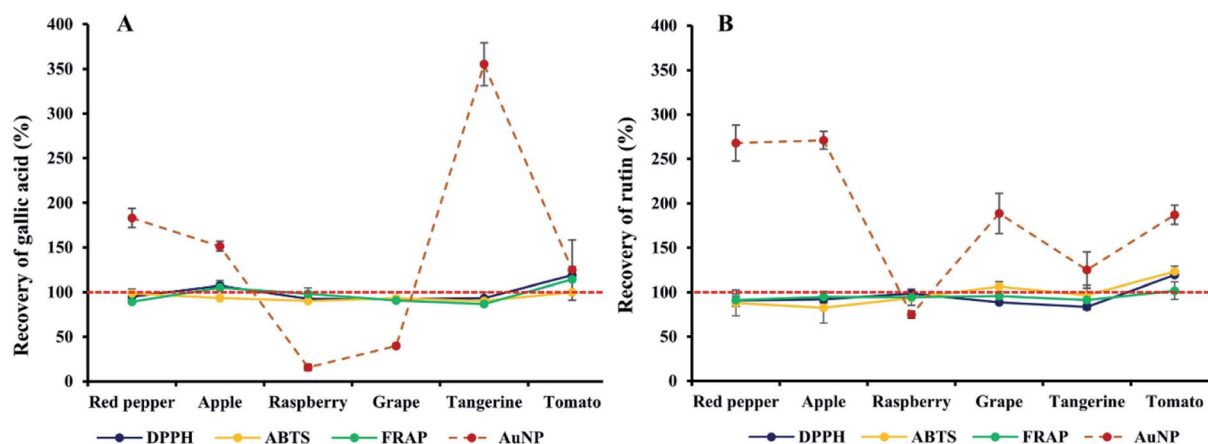 A
Recovery of gallic acid (%)
400
350
300
250
200
150
100
50
0
Red pepper Apple Raspberry Grape Tangerine Tomato
DPPH ABTS FRAP AuNP
B
Recovery of rutin (%)
400
350
300
250
200
150
100
50
0
Red pepper Apple Raspberry Grape Tangerine Tomato
DPPH ABTS FRAP AuNP